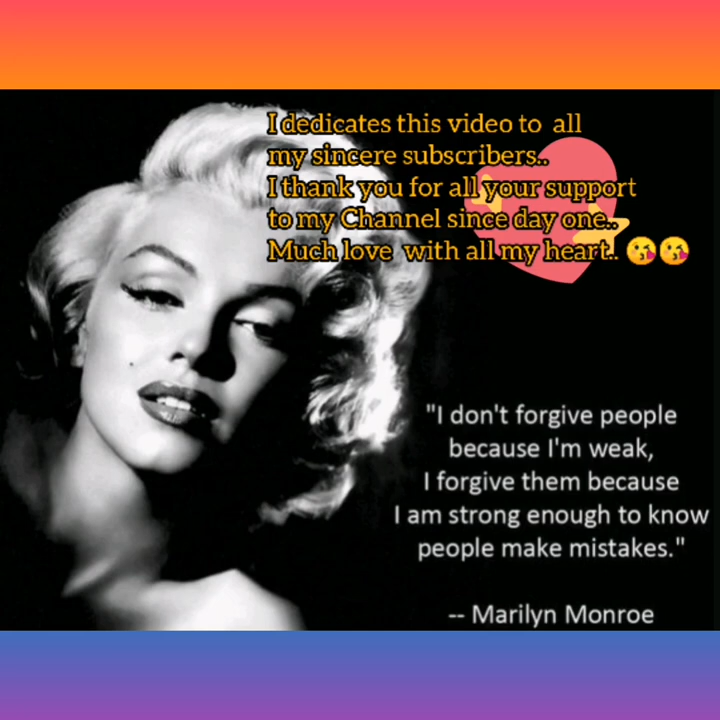 I dedicates this video to all
my sincere subscribers..
I thank you for all your support
to my Channel since day one..
Much love with all my heart.. 😘😘
"I don't forgive people
because I'm weak,
I forgive them because
I am strong enough to know
people make mistakes."
-- Marilyn Monroe